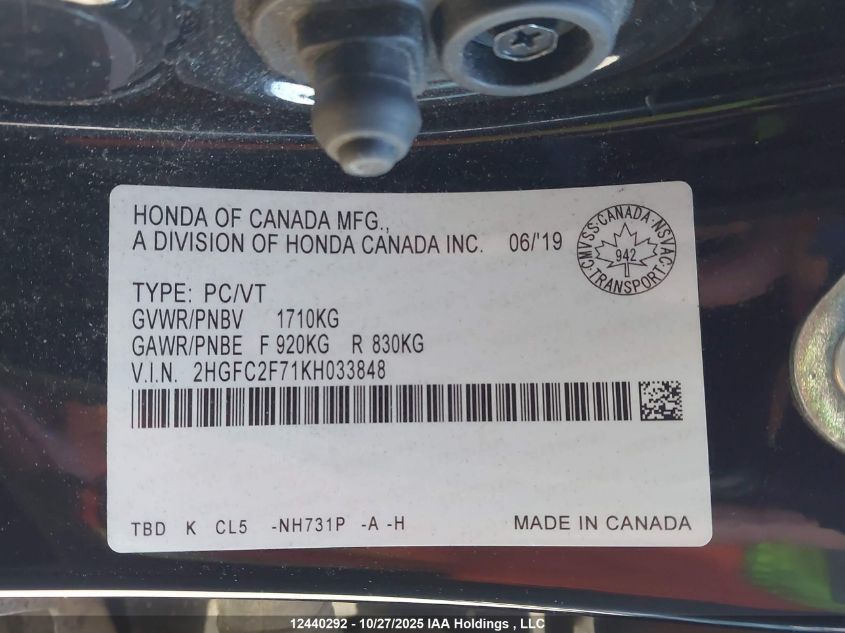 HONDA OF CANADA MFG.,
A DIVISION OF HONDA CANADA INC. 06/'19
CMVSS·CANADA·NSVAC
942
TRANSPORT
TYPE: PC/VT
GVWR/PNBV 1710KG
GAWR/PNBE F 920KG R 830KG
V.I.N. 2HGFC2F71KH033848
TBD K CL5 -NH731P -A -H MADE IN CANADA
12440292 - 10/27/2025 IAA Holdings , LLC